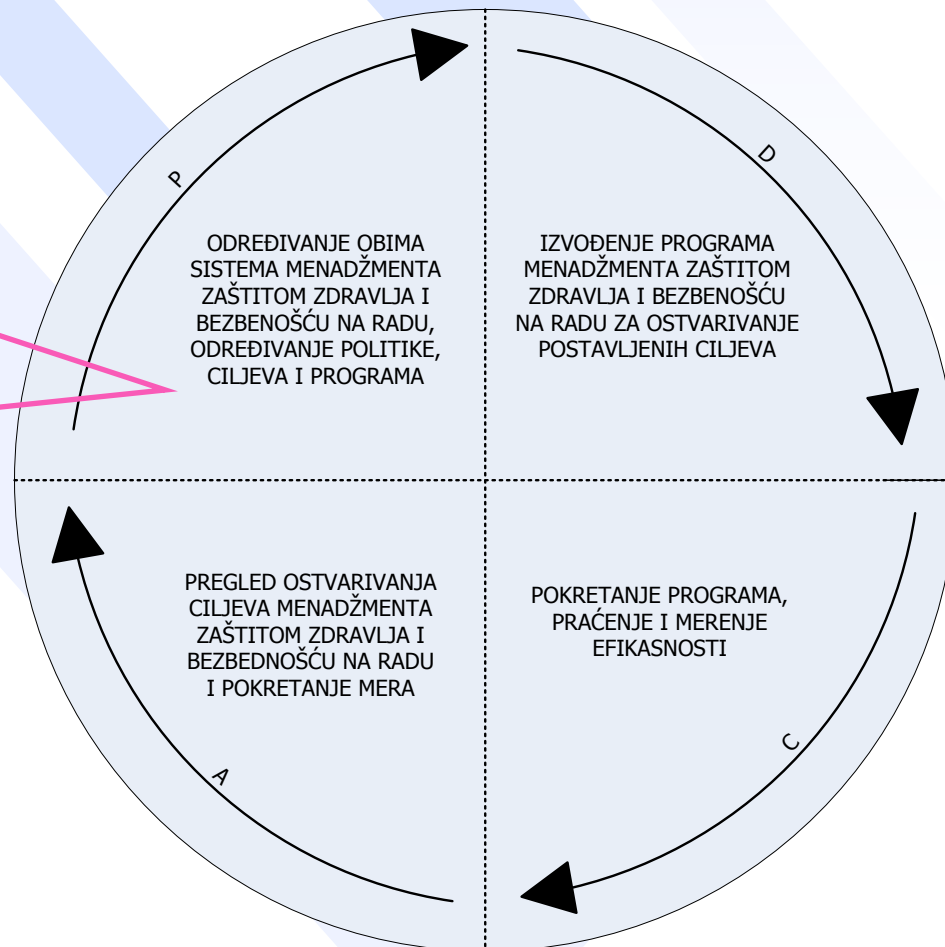 P
ODREĐIVANJE OBIMA
SISTEMA MENADŽMENTA
ZAŠTITOM ZDRAVLJA I
BEZBENOŠĆU NA RADU,
ODREĐIVANJE POLITIKE,
CILJEVA I PROGRAMA
D
IZVOĐENJE PROGRAMA
MENADŽMENTA ZAŠTITOM
ZDRAVLJA I BEZBENOŠĆU
NA RADU ZA OSTVARIVANJE
POSTAVLJENIH CILJEVA
PREGLED OSTVARIVANJA
CILJEVA MENADŽMENTA
ZAŠTITOM ZDRAVLJA I
BEZBEDNOŠĆU NA RADU
I POKRETANJE MERA
A
POKRETANJE PROGRAMA,
PRAĆENJE I MERENJE
EFIKASNOSTI
C